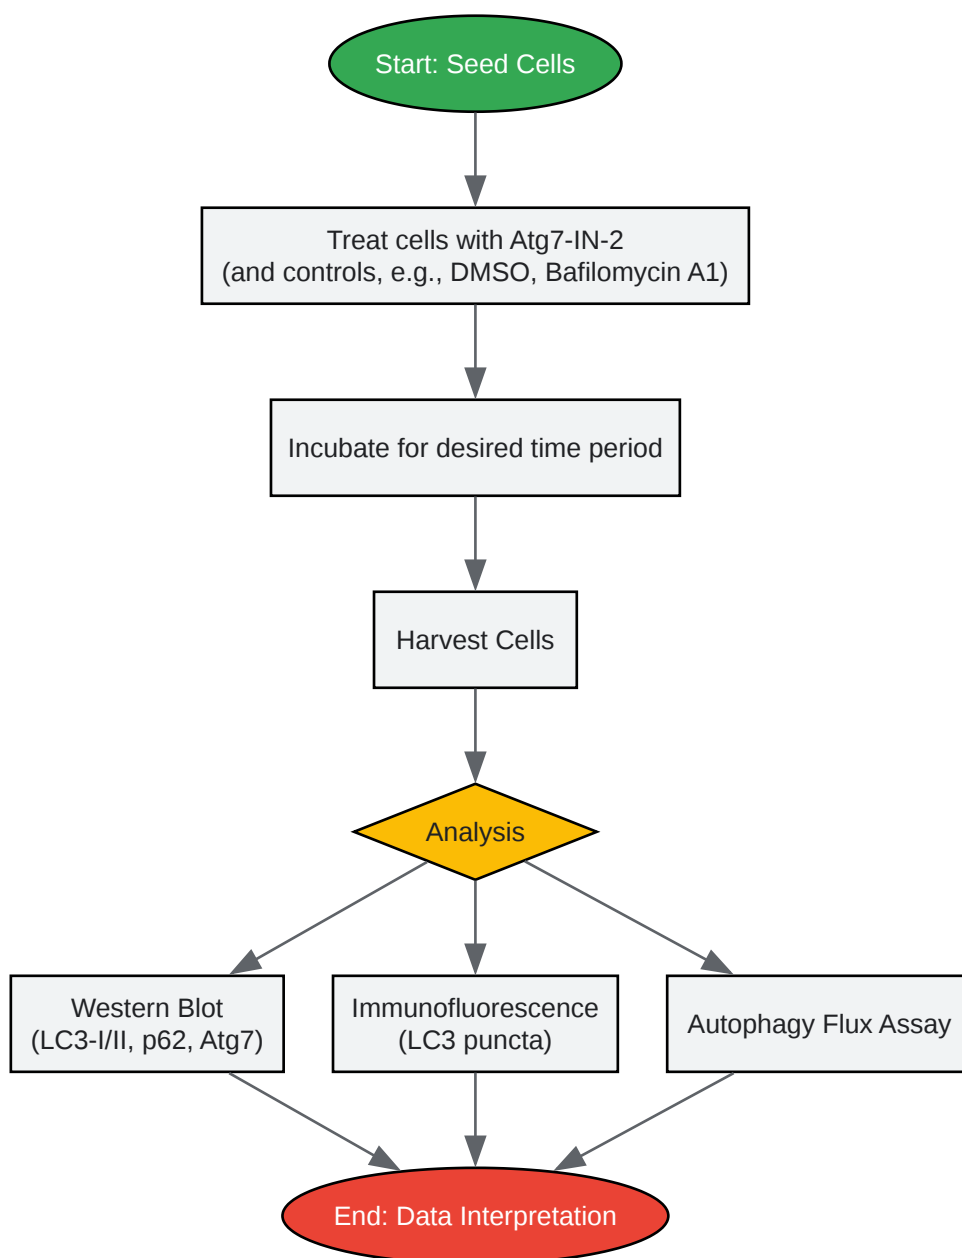 Start: Seed Cells
Treat cells with Atg7-IN-2
(and controls, e.g., DMSO, Bafilomycin A1)
Incubate for desired time period
Harvest Cells
Analysis
Western Blot
(LC3-I/II, p62, Atg7)
Immunofluorescence
(LC3 puncta)
Autophagy Flux Assay
End: Data Interpretation